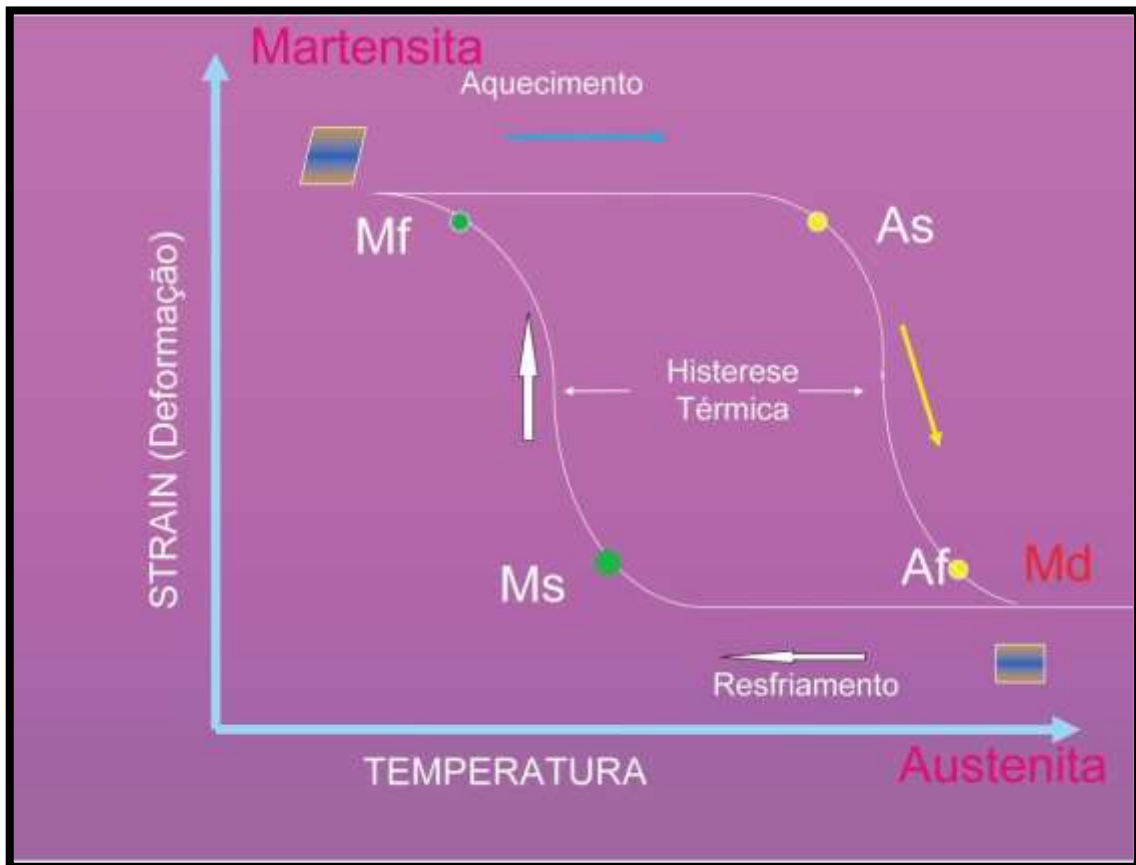 Martensita
Aquecimento
Mf
As
STRAIN (Deformação)
Histerese
Térmica
Ms
Af
Md
Resfriamento
TEMPERATURA
Austenita